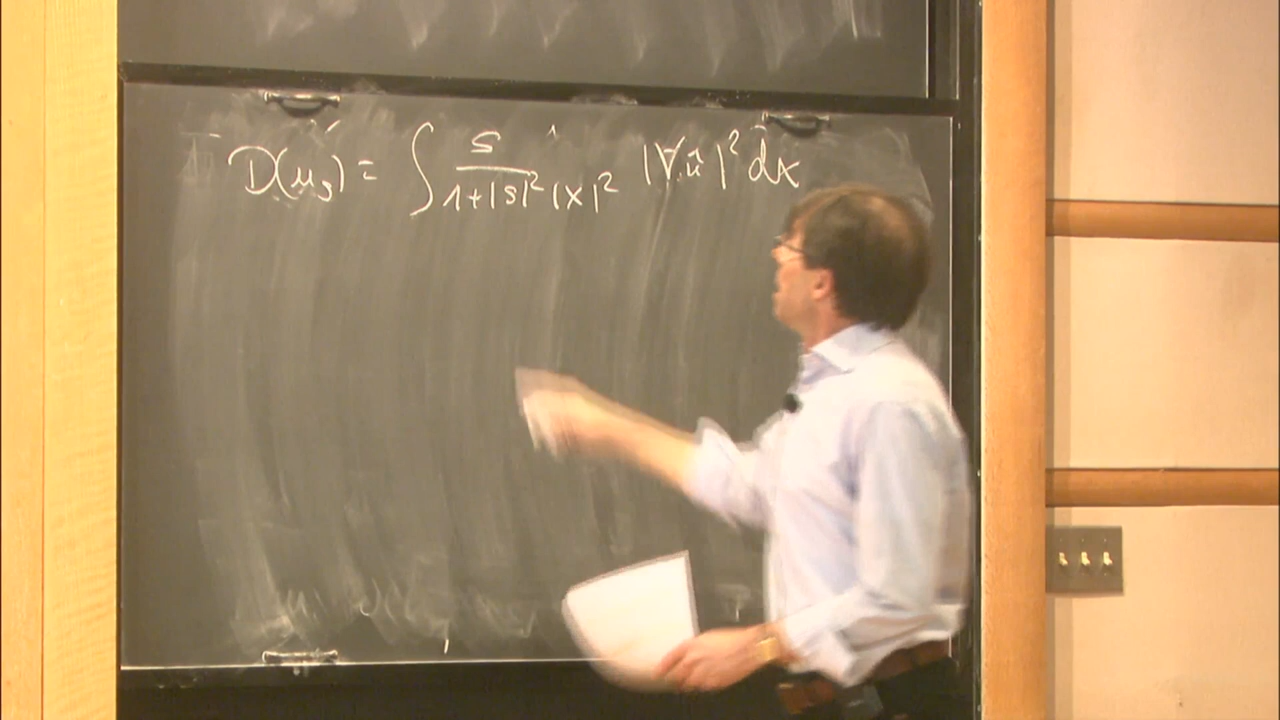 D(u_s) = ∫ s / (1+|s|²|x|²) |∇û|² dx